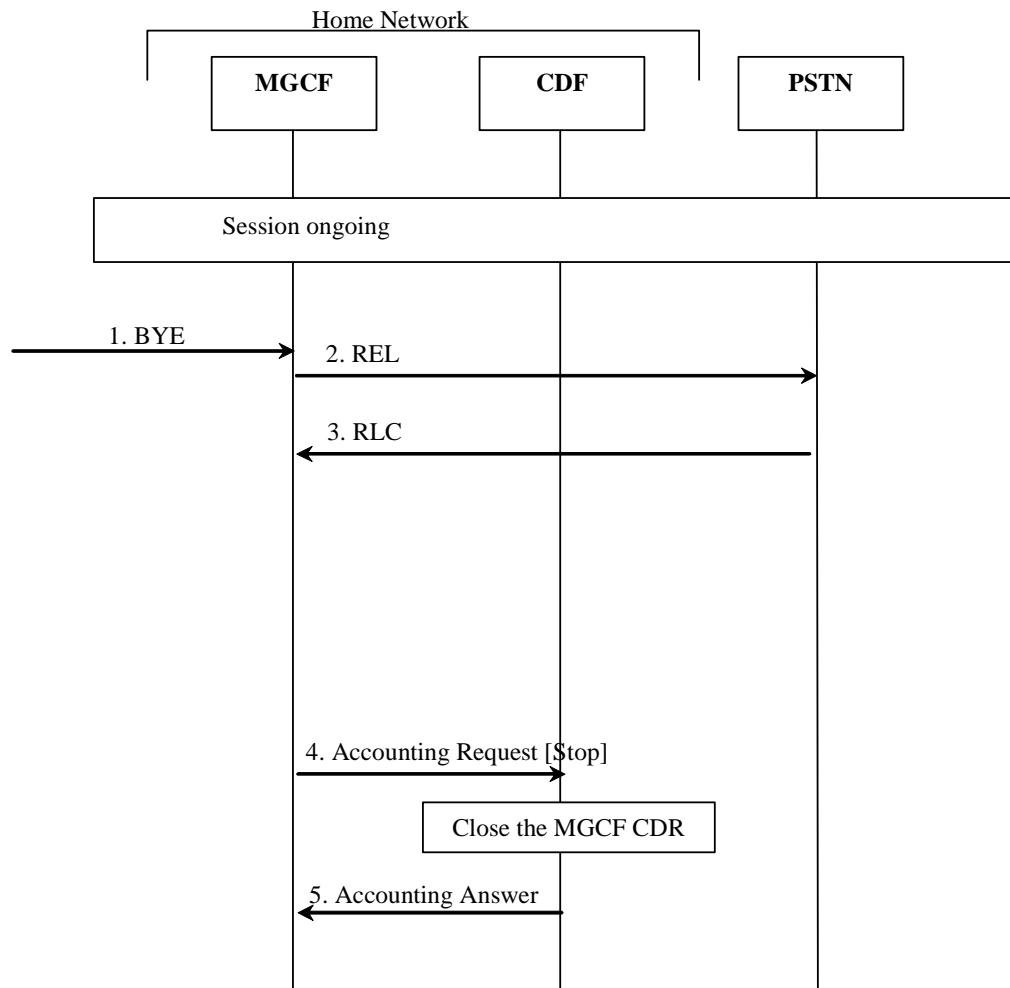 Home Network
MGCF
CDF
PSTN
Session ongoing
1. BYE
2. REL
3. RLC
4. Accounting Request [Stop]
Close the MGCF CDR
5. Accounting Answer